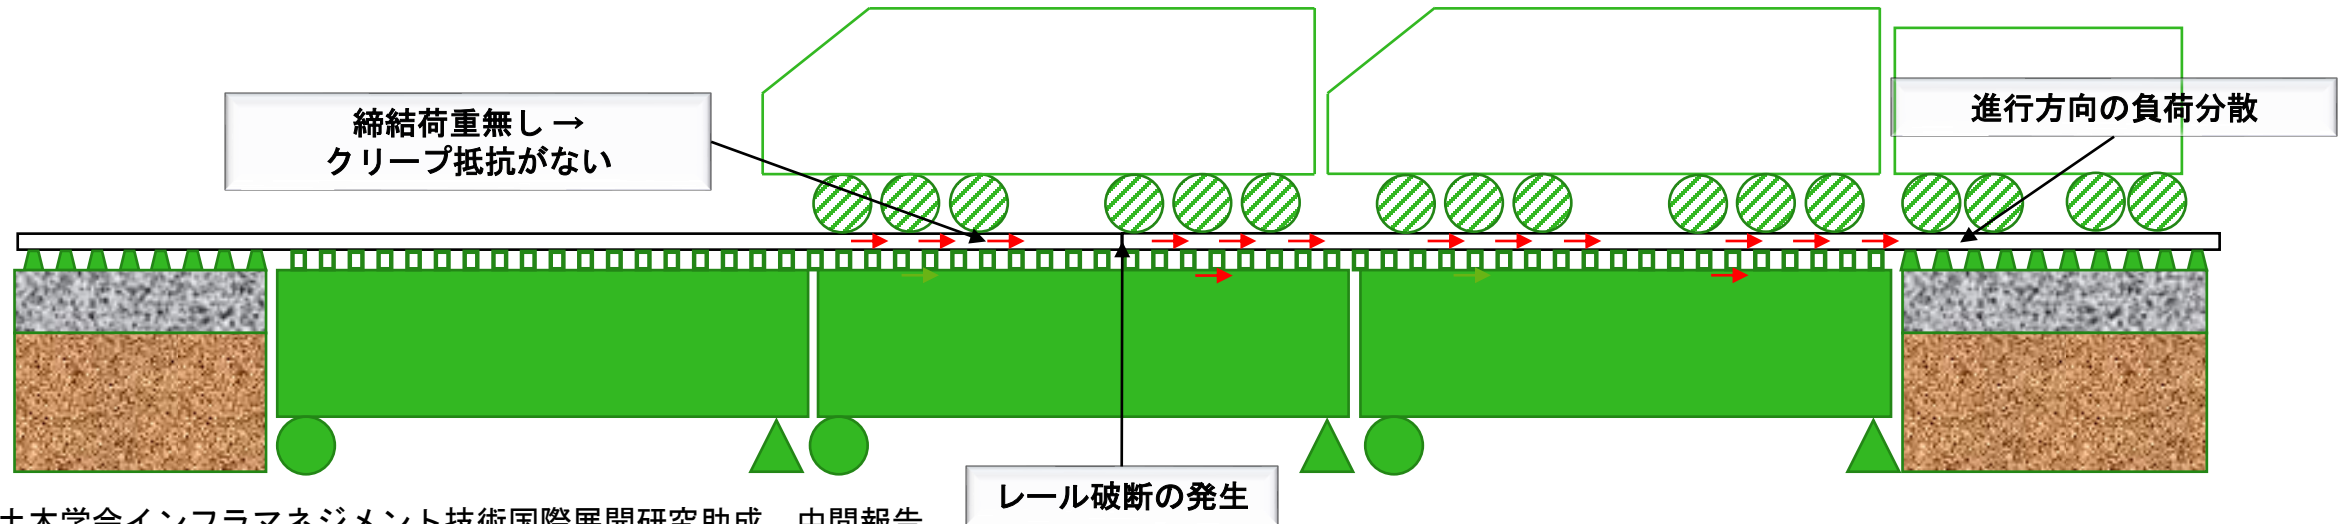 締結荷重無し →
クリープ抵抗がない
進行方向の負荷分散
レール破断の発生
土木学会インフラマネジメント技術国際展開研究助成 中間報告